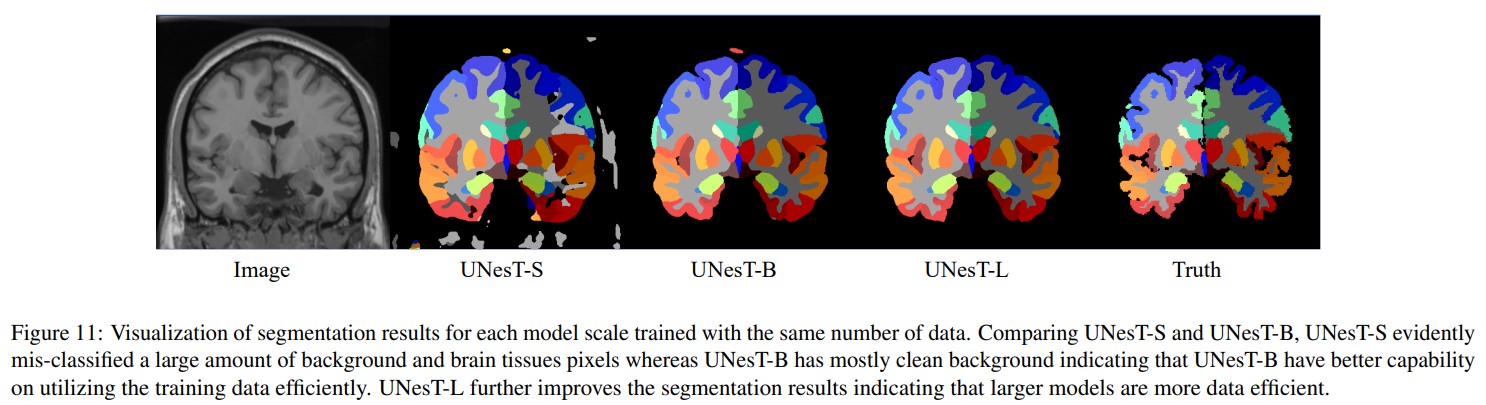 Image
UNesT-S
UNesT-B
UNesT-L
Truth
Figure 11: Visualization of segmentation results for each model scale trained with the same number of data. Comparing UNesT-S and UNesT-B, UNesT-S evidently
mis-classified a large amount of background and brain tissues pixels whereas UNesT-B has mostly clean background indicating that UNesT-B have better capability
on utilizing the training data efficiently. UNesT-L further improves the segmentation results indicating that larger models are more data efficient.